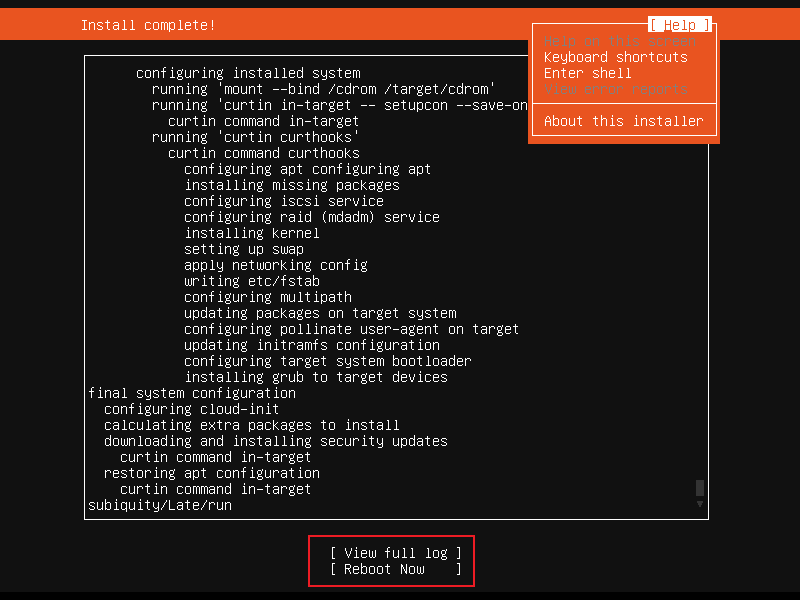 Install complete!
[ Help ]
Help on this screen
Keyboard shortcuts
Enter shell
View error reports
About this installer
configuring installed system
running 'mount --bind /cdrom /target/cdrom'
running 'curtin in-target -- setupcon --save-on
curtin command in-target
running 'curtin curthooks'
curtin command curthooks
configuring apt configuring apt
installing missing packages
configuring iscsi service
configuring raid (mdadm) service
installing kernel
setting up swap
apply networking config
writing etc/fstab
configuring multipath
updating packages on target system
configuring pollinate user-agent on target
updating initramfs configuration
configuring target system bootloader
installing grub to target devices
final system configuration
configuring cloud-init
calculating extra packages to install
downloading and installing security updates
curtin command in-target
restoring apt configuration
curtin command in-target
subiquity/Late/run
[ View full log ]
[ Reboot Now ]